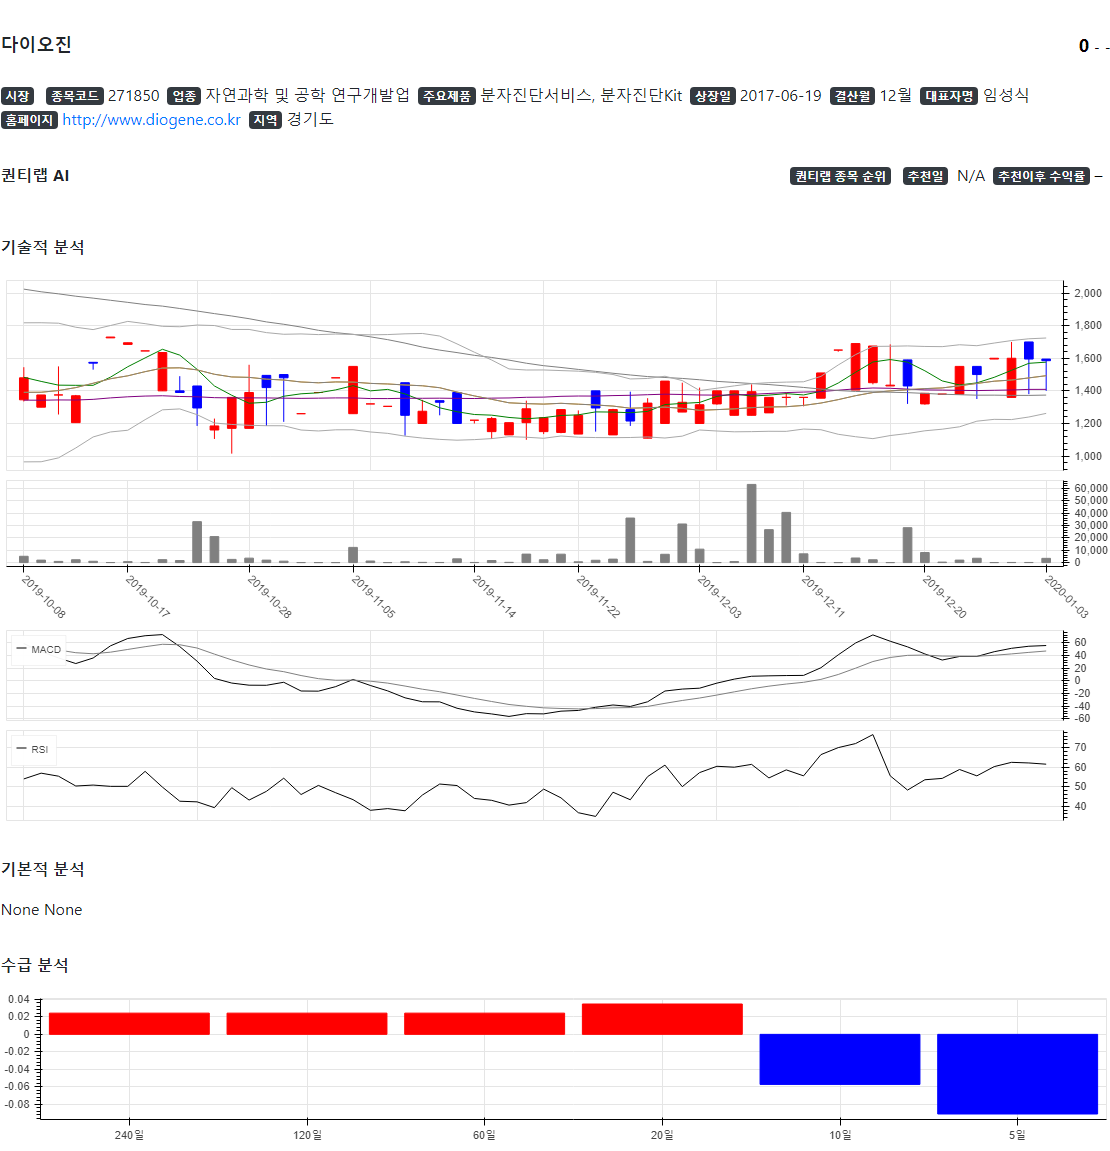 다이오진
0 - -
시장 종목코드 271850 업종 자연과학 및 공학 연구개발업 주요제품 분자진단서비스, 분자진단Kit 상장일 2017-06-19 결산월 12월 대표자명 임성식
홈페이지 http://www.diogene.co.kr 지역 경기도
퀀티랩 AI
퀀티랩 종목 순위 추천일 N/A 추천이후 수익률 –
기술적 분석
2,000
1,800
1,600
1,400
1,200
1,000
60,000
50,000
40,000
30,000
20,000
10,000
0
2019-10-08
2019-10-17
2019-10-28
2019-11-05
2019-11-14
2019-11-22
2019-12-03
2019-12-11
2019-12-20
2020-01-03
MACD
60
40
20
0
-20
-40
-60
RSI
70
60
50
40
기본적 분석
None None
수급 분석
0.04
0.02
0
-0.02
-0.04
-0.06
-0.08
240일
120일
60일
20일
10일
5일